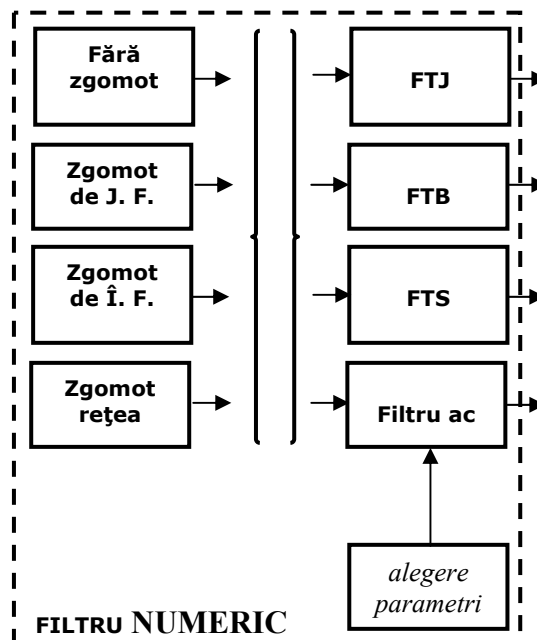 Fără
zgomot
FTJ
Zgomot
de J. F.
FTB
Zgomot
de Î. F.
FTS
Zgomot
reţea
Filtru ac
alegere
parametri
FILTRU NUMERIC